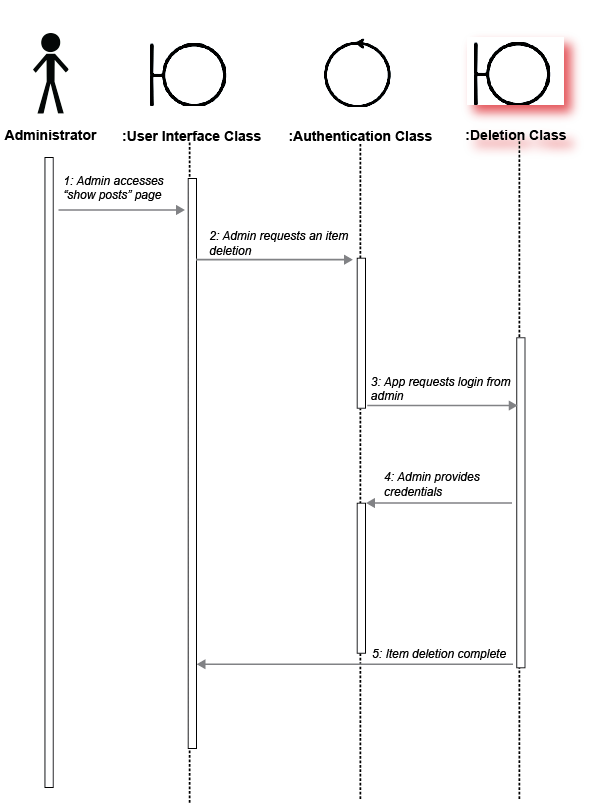 Administrator
:User Interface Class
:Authentication Class
:Deletion Class
1: Admin accesses
“show posts” page
2: Admin requests an item
deletion
3: App requests login from
admin
4: Admin provides
credentials
5: Item deletion complete